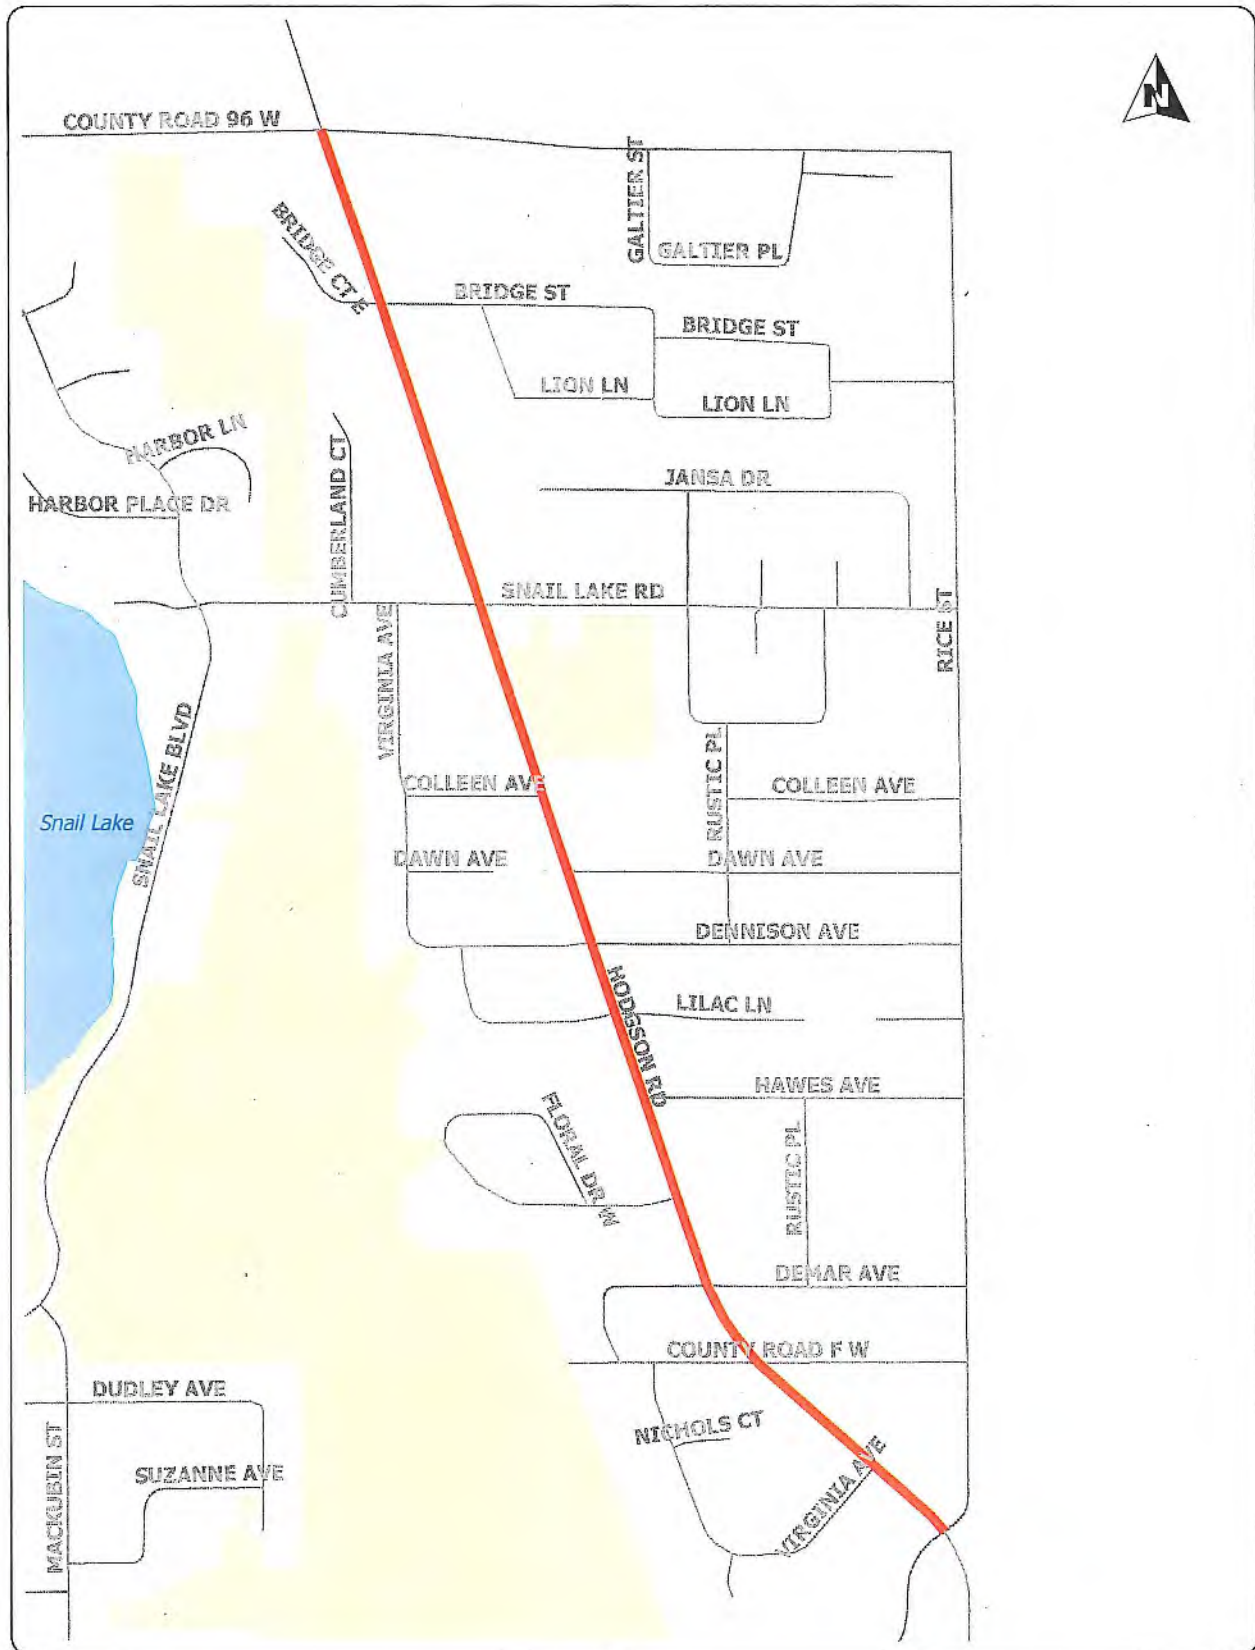 N
COUNTY ROAD 96 W
GALTIER ST
GALTIER PL
BRIDGE CT E
BRIDGE ST
BRIDGE ST
LION LN
LION LN
HARBOR LN
CUMBERLAND CT
JANSA DR
HARBOR PLACE DR
SNAIL LAKE RD
RICE ST
VIRGINIA AVE
SNAIL LAKE BLVD
RUSTIC PL
COLLEEN AVE
COLLEEN AVE
Snail Lake
DAWN AVE
DAWN AVE
DENNISON AVE
HODGSON RD
LILAC LN
HAWES AVE
FLORAL DR W
RUSTIC PL
DEMAR AVE
COUNTY ROAD F W
DUDLEY AVE
NICHOLS CT
MACKUBIN ST
SUZANNE AVE
VIRGINIA AVE